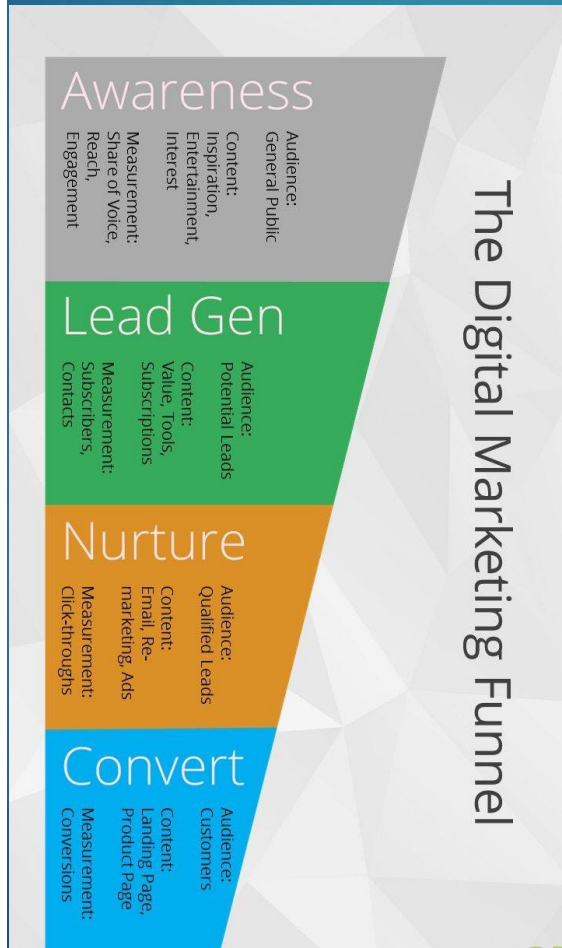 The Digital Marketing Funnel
Awareness
Audience:
General Public
Content:
Inspiration,
Entertainment,
Interest
Measurement:
Share of Voice,
Reach,
Engagement
Lead Gen
Audience:
Potential Leads
Content:
Value, Tools,
Subscriptions
Measurement:
Subscribers,
Contacts
Nurture
Audience:
Qualified Leads
Content:
Email, Re-
marketing, Ads
Measurement:
Click-throughs
Convert
Audience:
Customers
Content:
Landing Page,
Product Page
Measurement:
Conversions